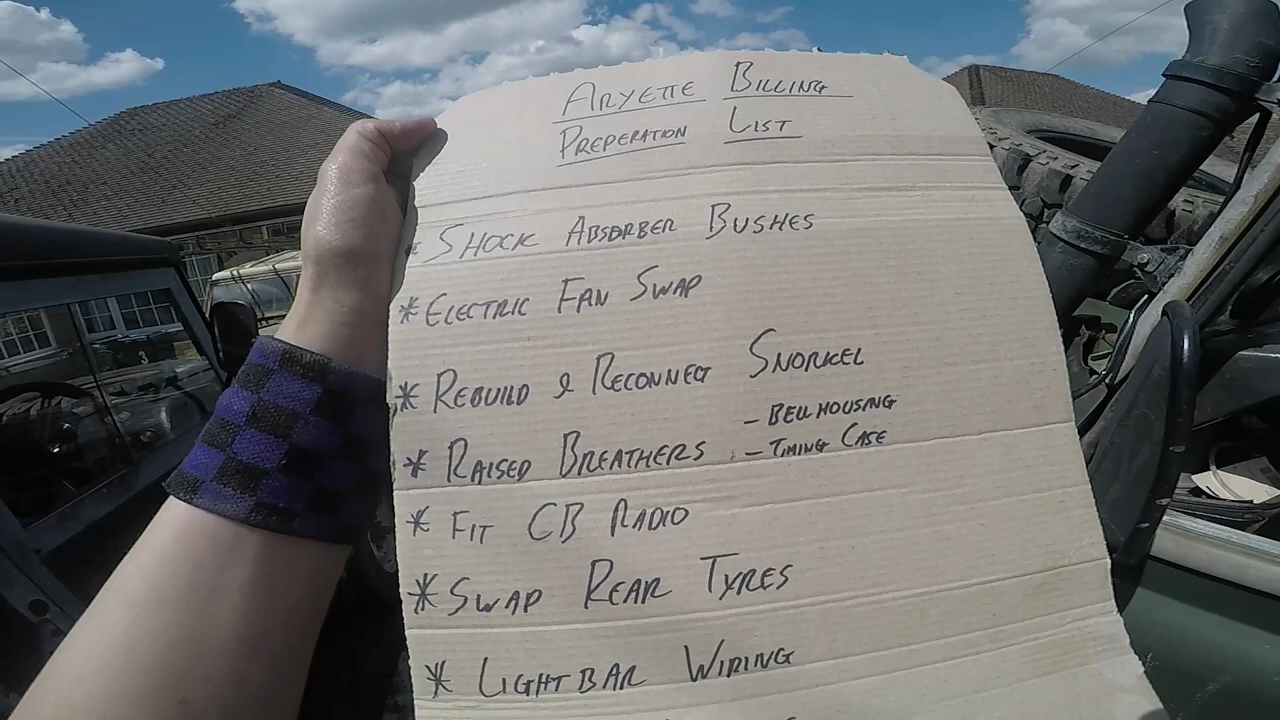 ARYETTE BILLING
PREPERATION LIST
* SHOCK ABSORBER BUSHES
* ELECTRIC FAN SWAP
* REBUILD & RECONNECT SNORKEL
* RAISED BREATHERS - BELLHOUSING
- TIMING CASE
* FIT CB RADIO
* SWAP REAR TYRES
* LIGHTBAR WIRING
3